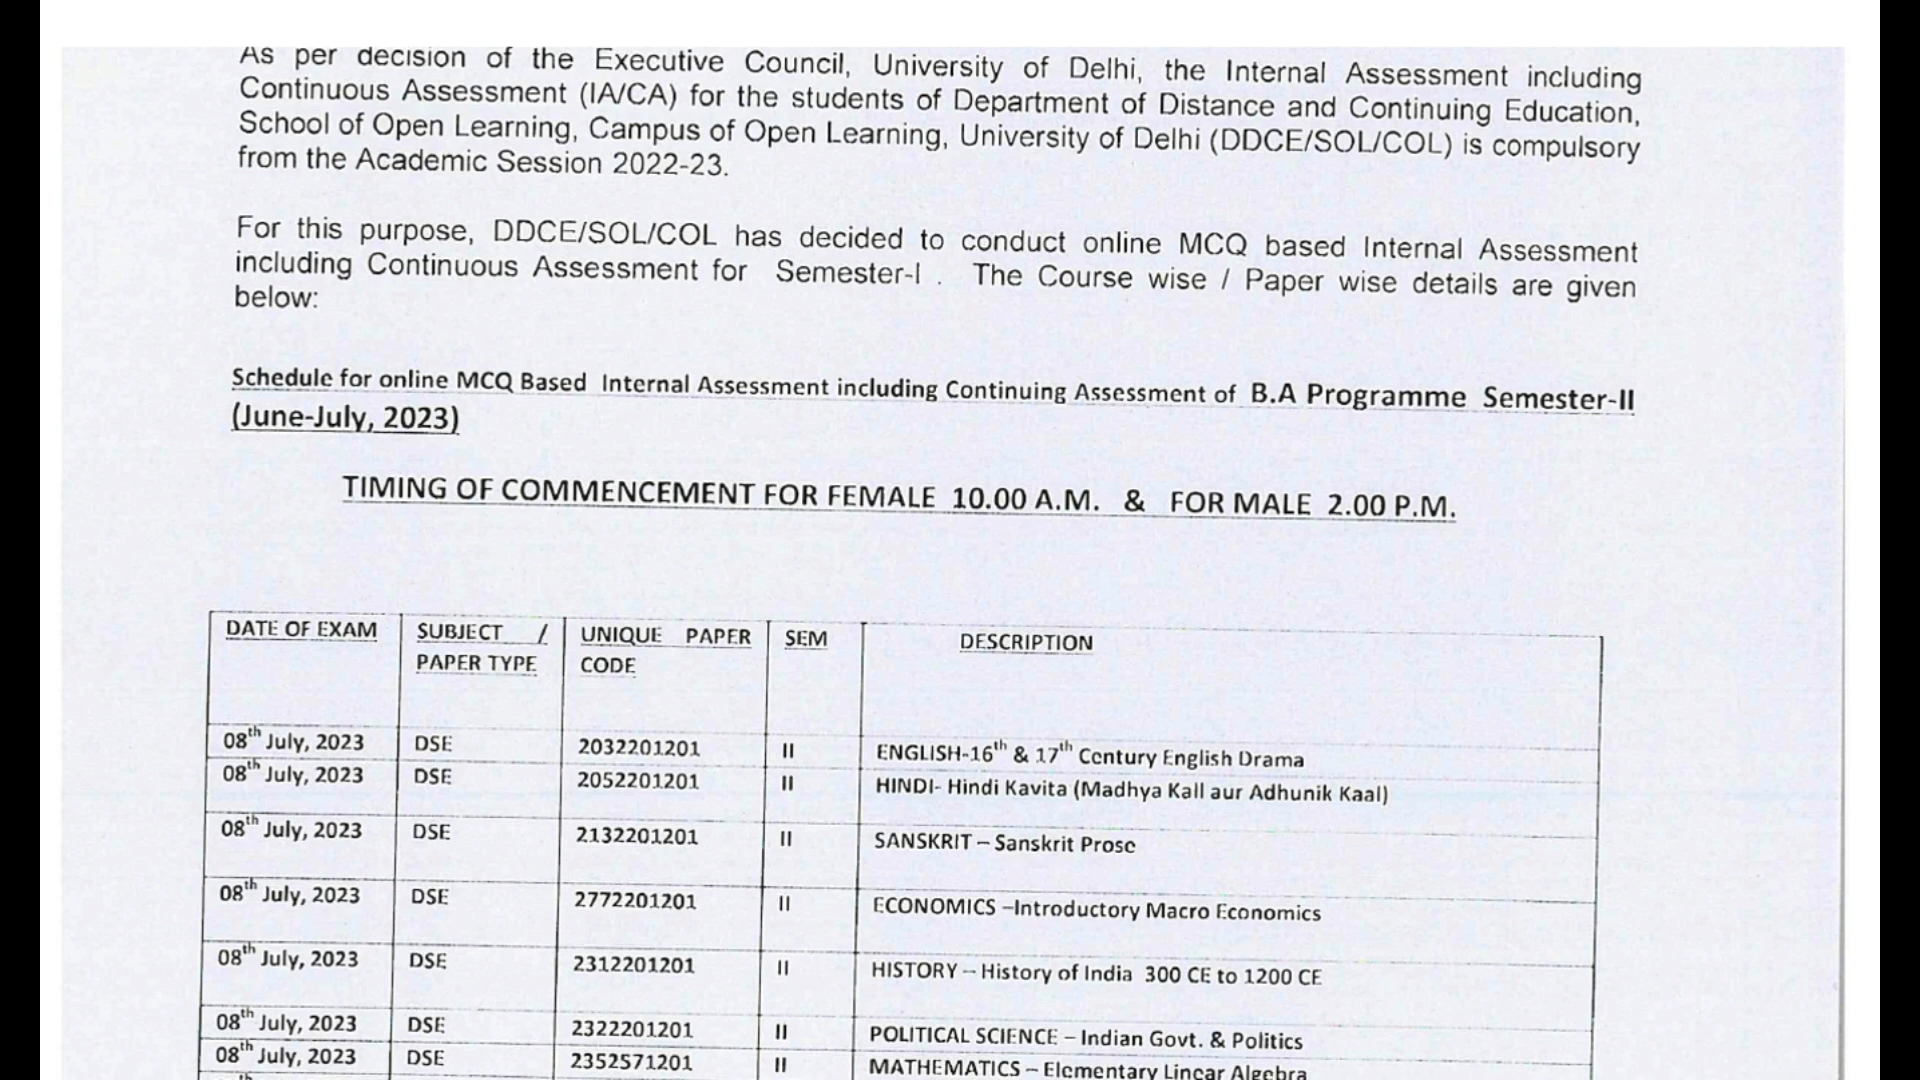 As per decision of the Executive Council, University of Delhi, the Internal Assessment including
Continuous Assessment (IA/CA) for the students of Department of Distance and Continuing Education,
School of Open Learning, Campus of Open Learning, University of Delhi (DDCE/SOL/COL) is compulsory
from the Academic Session 2022-23.
For this purpose, DDCE/SOL/COL has decided to conduct online MCQ based Internal Assessment
including Continuous Assessment for Semester-I . The Course wise / Paper wise details are given
below:
Schedule for online MCQ Based Internal Assessment including Continuing Assessment of B.A Programme Semester-II
(June-July, 2023)
TIMING OF COMMENCEMENT FOR FEMALE 10.00 A.M. & FOR MALE 2.00 P.M.
DATE OF EXAM SUBJECT / UNIQUE PAPER SEM DESCRIPTION
PAPER TYPE CODE
08th July, 2023 DSE 2032201201 II ENGLISH-16th & 17th Century English Drama
08th July, 2023 DSE 2052201201 II HINDI- Hindi Kavita (Madhya Kall aur Adhunik Kaal)
08th July, 2023 DSE 2132201201 II SANSKRIT – Sanskrit Prose
08th July, 2023 DSE 2772201201 II ECONOMICS –Introductory Macro Economics
08th July, 2023 DSE 2312201201 II HISTORY – History of India 300 CE to 1200 CE
08th July, 2023 DSE 2322201201 II POLITICAL SCIENCE – Indian Govt. & Politics
08th July, 2023 DSE 2352571201 II MATHEMATICS – Elementary Linear Algebra